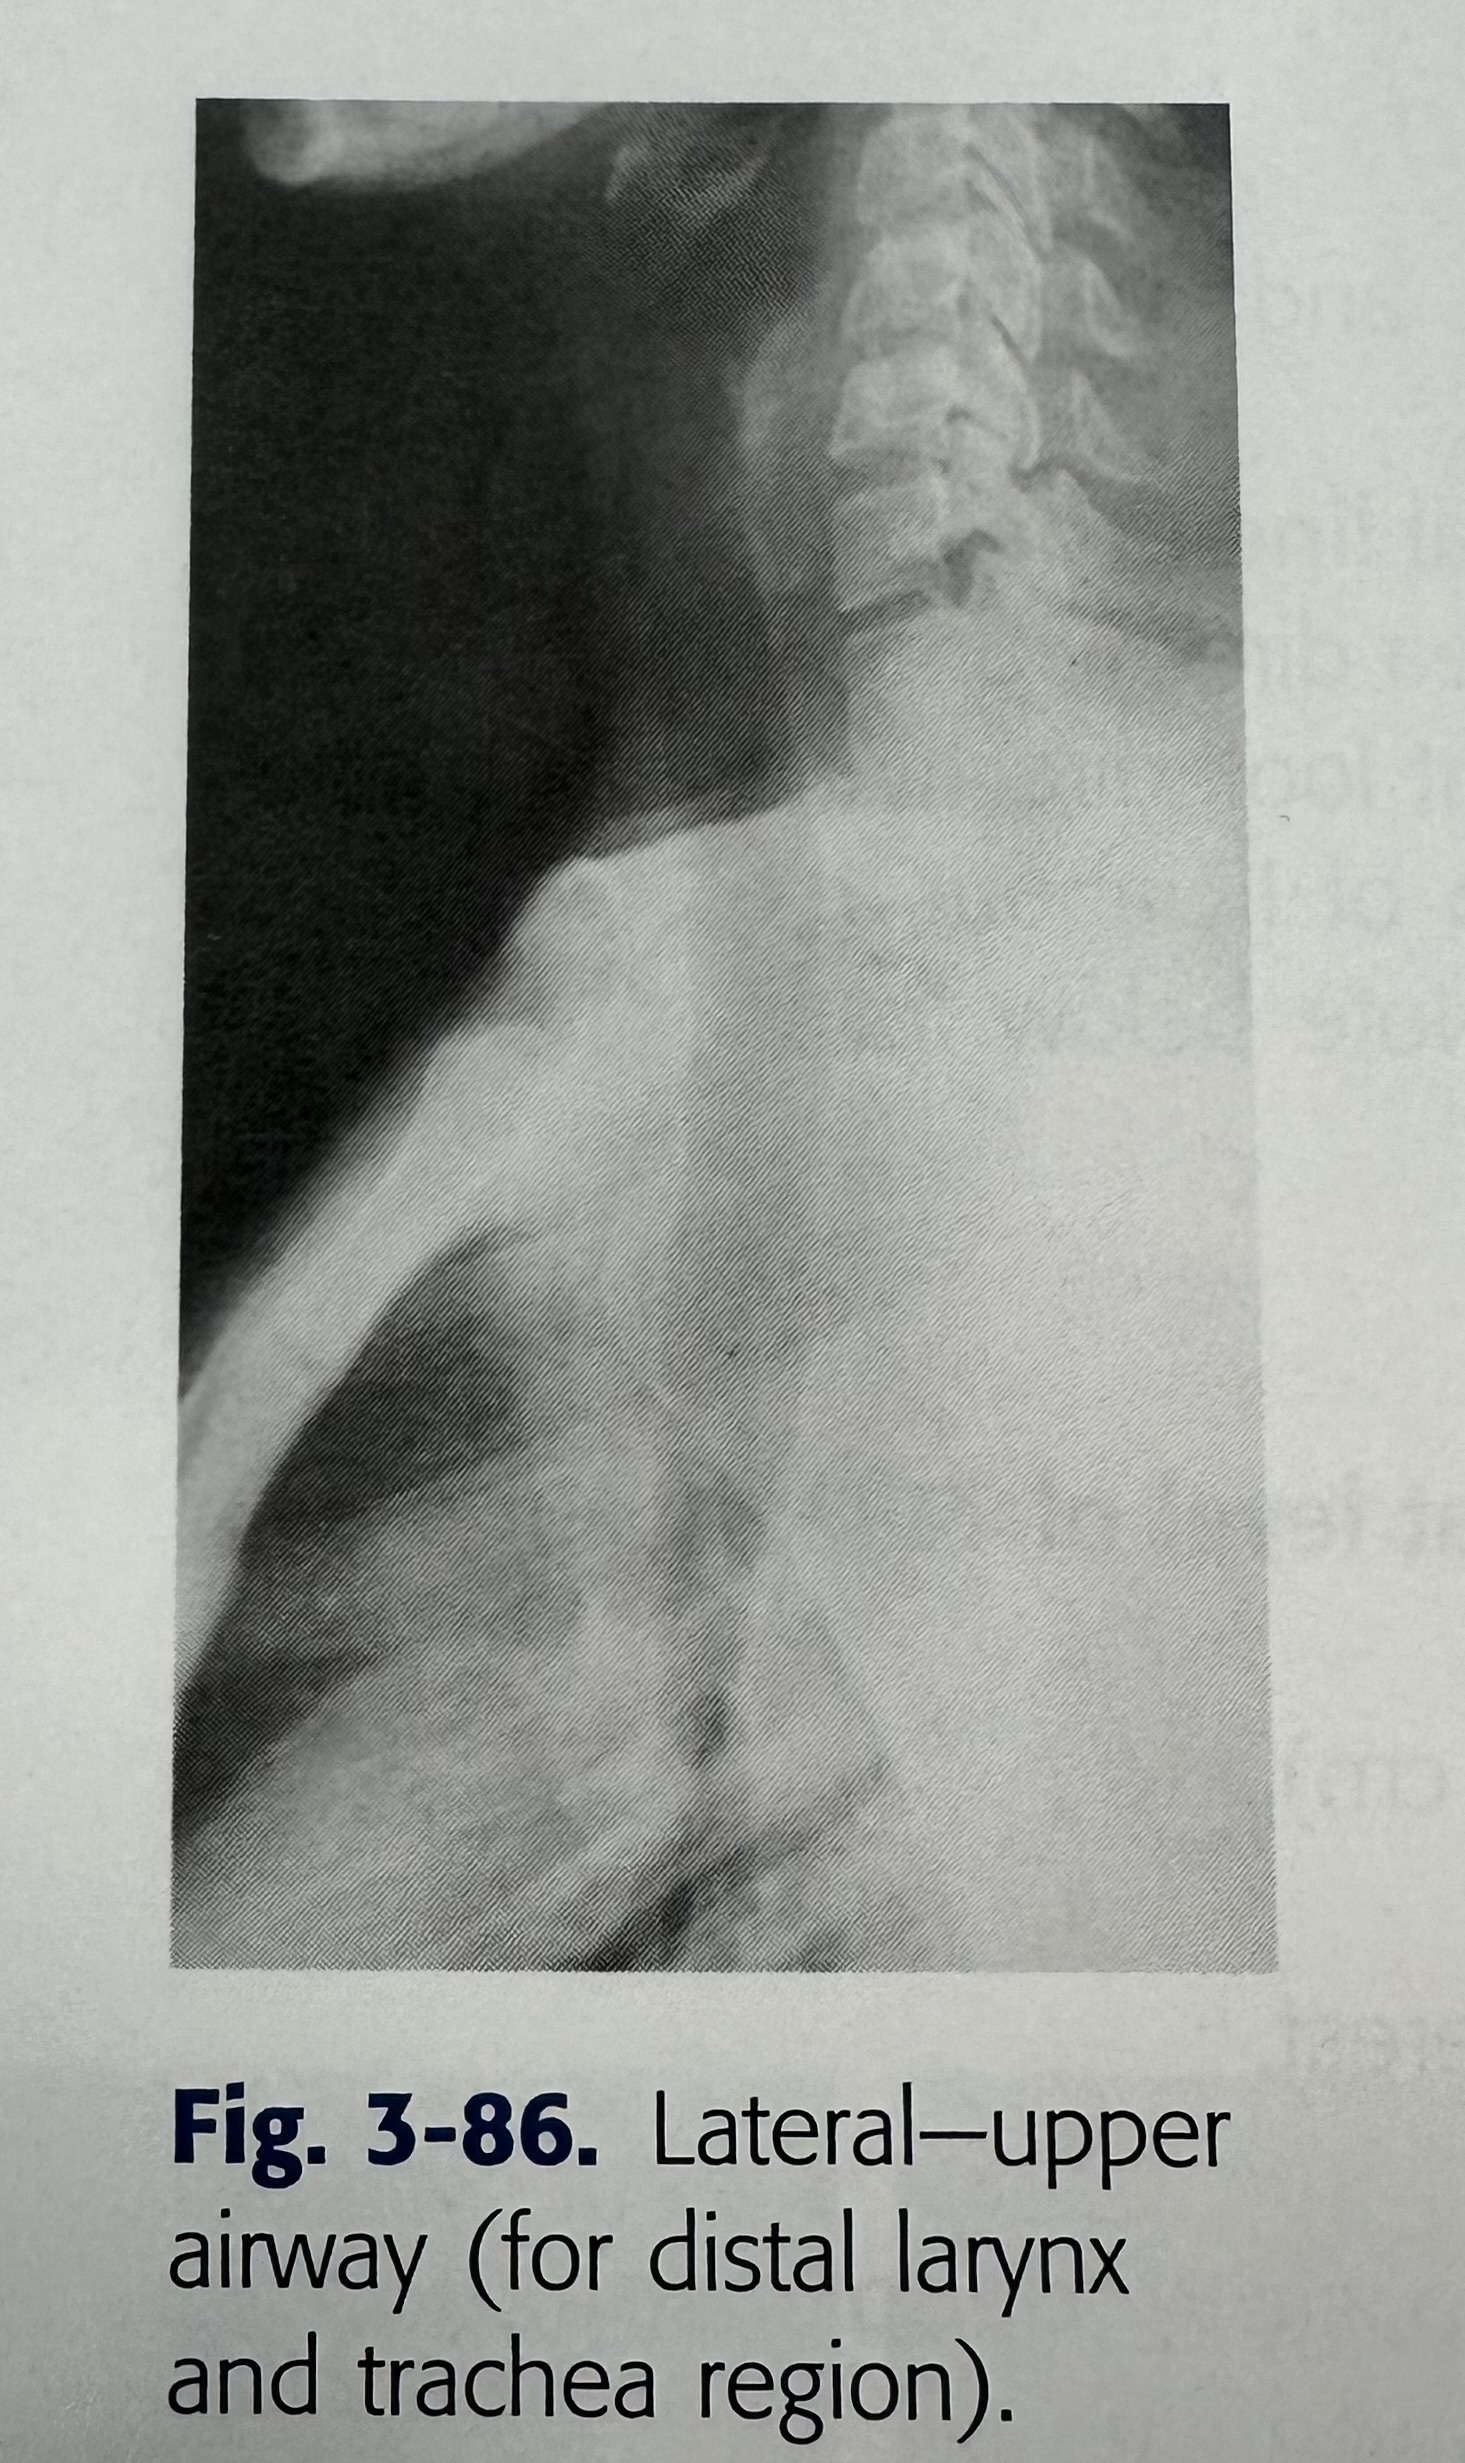 Fig. 3-86. Lateral—upper
airway (for distal larynx
and trachea region).